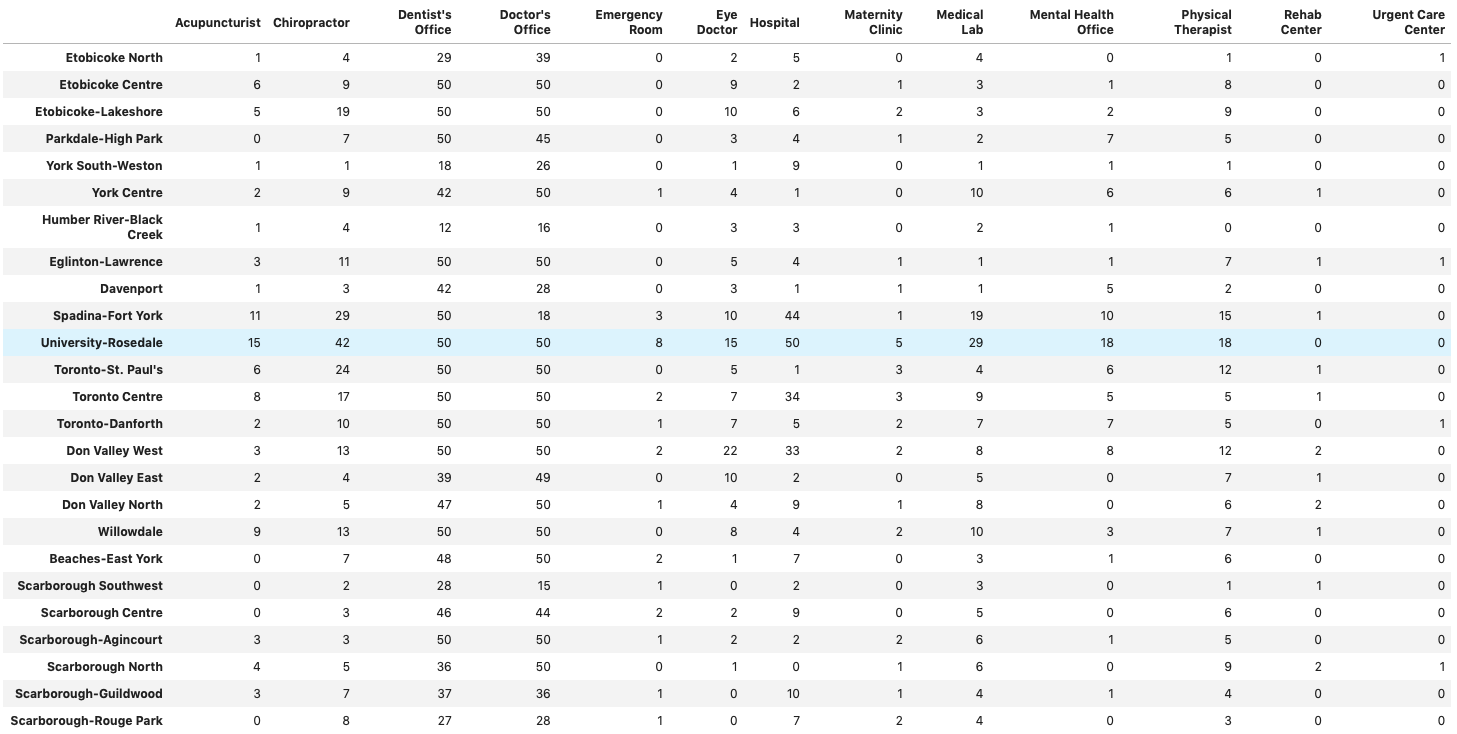 Acupuncturist Chiropractor Dentist's Office Doctor's Office Emergency Room Eye Doctor Hospital Maternity Clinic Medical Lab Mental Health Office Physical Therapist Rehab Center Urgent Care Center
Etobicoke North 1 4 29 39 0 2 5 0 4 0 1 0 1
Etobicoke Centre 6 9 50 50 0 9 2 1 3 1 8 0 0
Etobicoke-Lakeshore 5 19 50 50 0 10 6 2 3 2 9 0 0
Parkdale-High Park 0 7 50 45 0 3 4 1 2 7 5 0 0
York South-Weston 1 1 18 26 0 1 9 0 1 1 1 0 0
York Centre 2 9 42 50 1 4 1 0 10 6 6 1 0
Humber River-Black Creek 1 4 12 16 0 3 3 0 2 1 0 0 0
Eglinton-Lawrence 3 11 50 50 0 5 4 1 1 1 7 1 1
Davenport 1 3 42 28 0 3 1 1 1 5 2 0 0
Spadina-Fort York 11 29 50 18 3 10 44 1 19 10 15 1 0
University-Rosedale 15 42 50 50 8 15 50 5 29 18 18 0 0
Toronto-St. Paul's 6 24 50 50 0 5 1 3 4 6 12 1 0
Toronto Centre 8 17 50 50 2 7 34 3 9 5 5 1 0
Toronto-Danforth 2 10 50 50 1 7 5 2 7 7 5 0 1
Don Valley West 3 13 50 50 2 22 33 2 8 8 12 2 0
Don Valley East 2 4 39 49 0 10 2 0 5 0 7 1 0
Don Valley North 2 5 47 50 1 4 9 1 8 0 6 2 0
Willowdale 9 13 50 50 0 8 4 2 10 3 7 1 0
Beaches-East York 0 7 48 50 2 1 7 0 3 1 6 0 0
Scarborough Southwest 0 2 28 15 1 0 2 0 3 0 1 1 0
Scarborough Centre 0 3 46 44 2 2 9 0 5 0 6 0 0
Scarborough-Agincourt 3 3 50 50 1 2 2 2 6 1 5 0 0
Scarborough North 4 5 36 50 0 1 0 1 6 0 9 2 1
Scarborough-Guildwood 3 7 37 36 1 0 10 1 4 1 4 0 0
Scarborough-Rouge Park 0 8 27 28 1 0 7 2 4 0 3 0 0